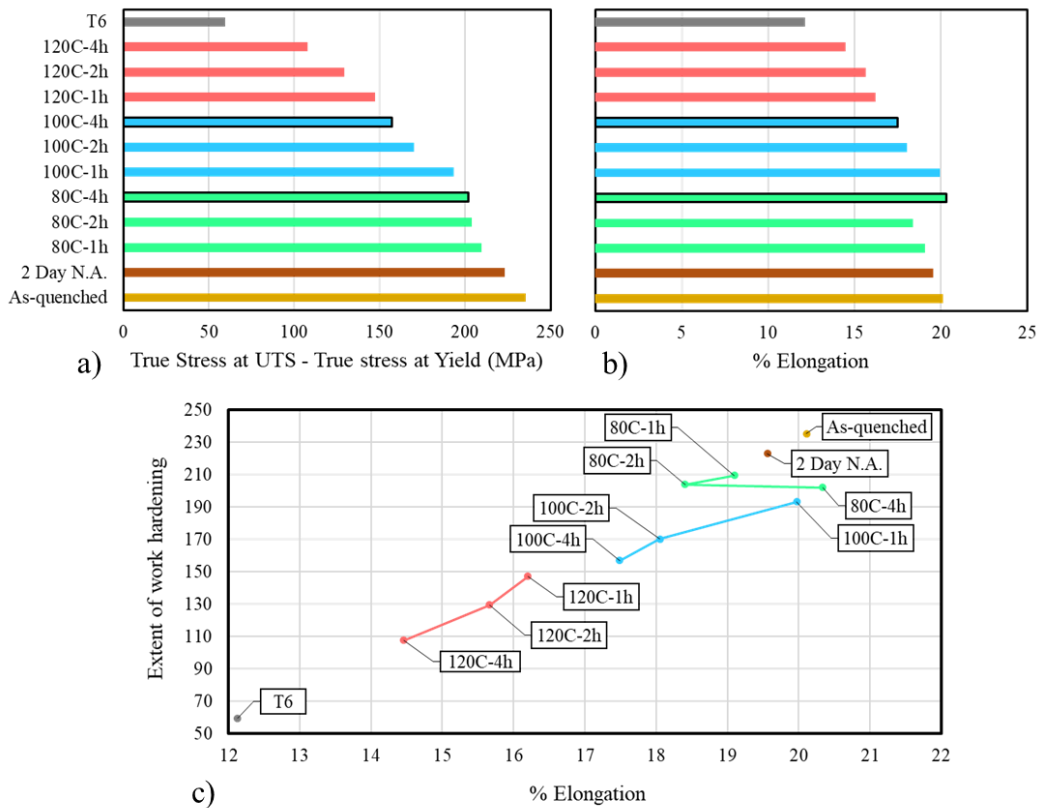 T6
120C-4h
120C-2h
120C-1h
100C-4h
100C-2h
100C-1h
80C-4h
80C-2h
80C-1h
2 Day N.A.
As-quenched
0 50 100 150 200 250
a) True Stress at UTS - True stress at Yield (MPa)
0 5 10 15 20 25
b) % Elongation
250
230
210
190
170
150
130
110
90
70
50
Extent of work hardening
80C-1h
As-quenched
80C-2h
2 Day N.A.
100C-2h
80C-4h
100C-4h
100C-1h
120C-1h
120C-2h
120C-4h
T6
12 13 14 15 16 17 18 19 20 21 22
c) % Elongation